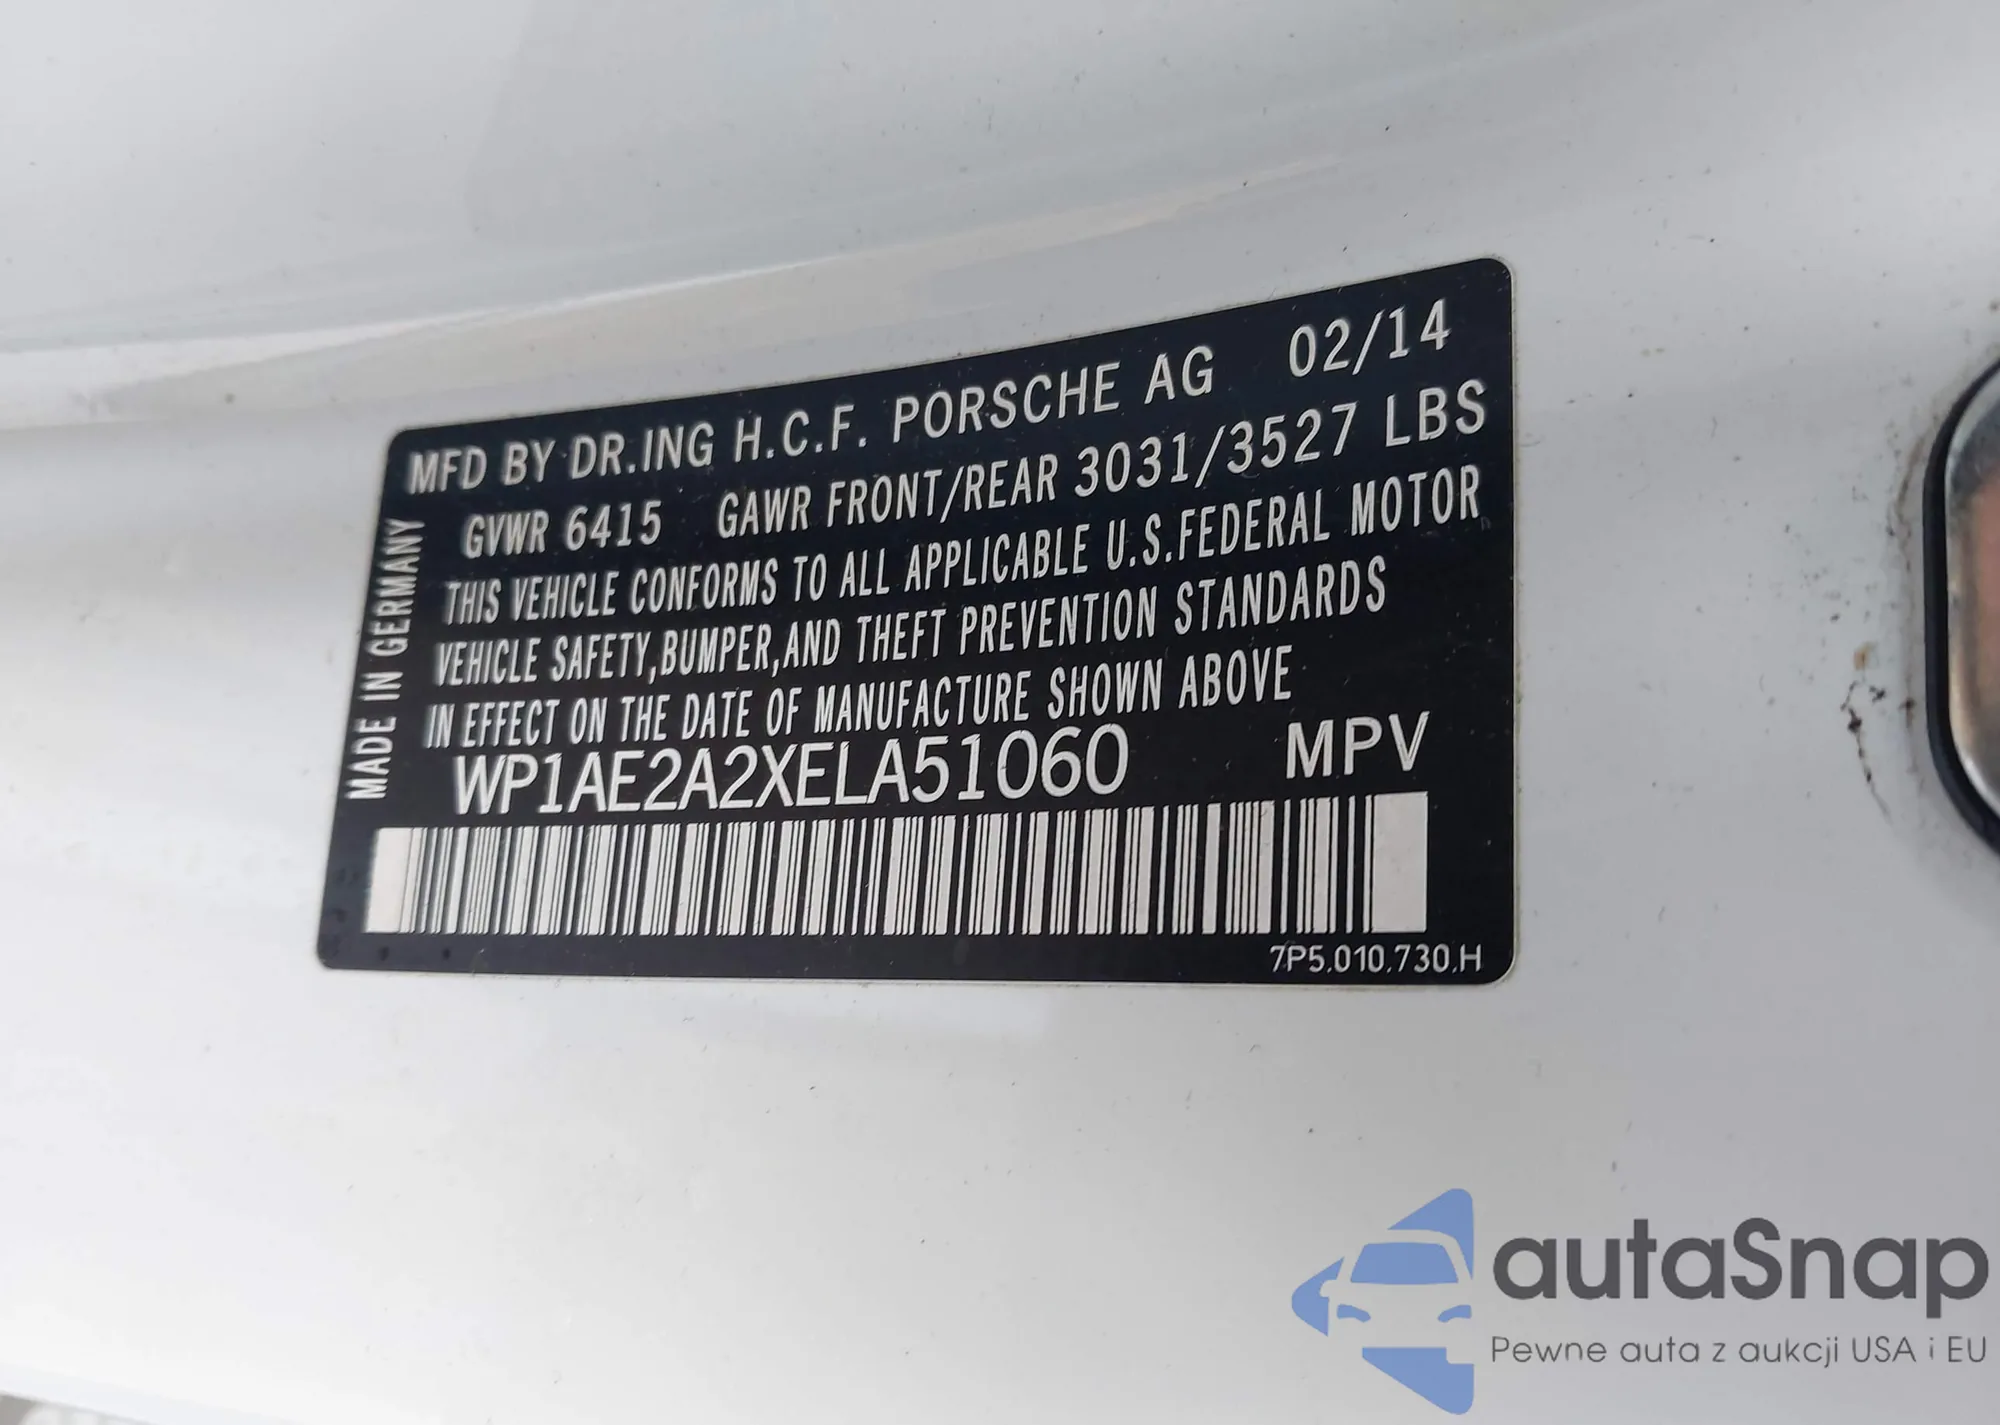 MFD BY DR.ING H.C.F. PORSCHE AG 02/14
GVWR 6415 GAWR FRONT/REAR 3031/3527 LBS
THIS VEHICLE CONFORMS TO ALL APPLICABLE U.S.FEDERAL MOTOR
VEHICLE SAFETY,BUMPER,AND THEFT PREVENTION STANDARDS
IN EFFECT ON THE DATE OF MANUFACTURE SHOWN ABOVE
WP1AE2A2XELA51060 MPV
MADE IN GERMANY
7P5.010.730.H
autaSnap
Pewne auta z aukcji USA i EU